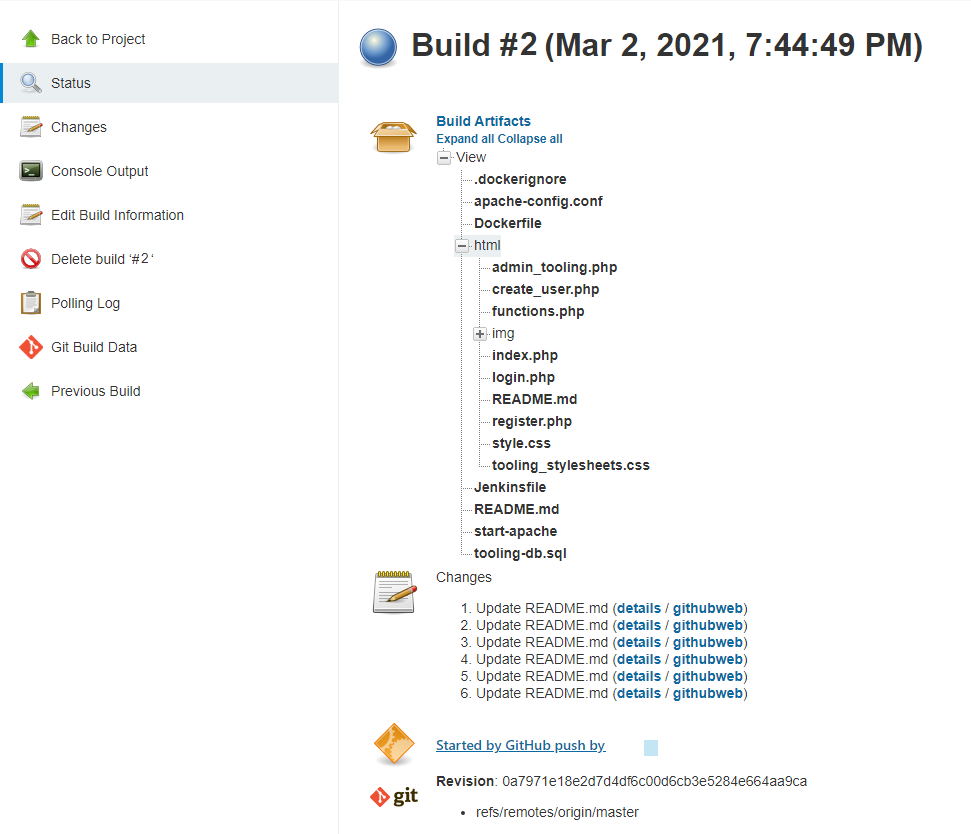 Back to Project
Status
Changes
Console Output
Edit Build Information
Delete build ‘#2 ‘
Polling Log
Git Build Data
Previous Build
Build #2 (Mar 2, 2021, 7:44:49 PM)
Build Artifacts
Expand all Collapse all
View
.dockerignore
apache-config.conf
Dockerfile
html
admin_tooling.php
create_user.php
functions.php
img
index.php
login.php
README.md
register.php
style.css
tooling_stylesheets.css
Jenkinsfile
README.md
start-apache
tooling-db.sql
Changes
1. Update README.md (details / githubweb)
2. Update README.md (details / githubweb)
3. Update README.md (details / githubweb)
4. Update README.md (details / githubweb)
5. Update README.md (details / githubweb)
6. Update README.md (details / githubweb)
Started by GitHub push by
git
Revision: 0a7971e18e2d7d4df6c00d6cb3e5284e664aa9ca
• refs/remotes/origin/master